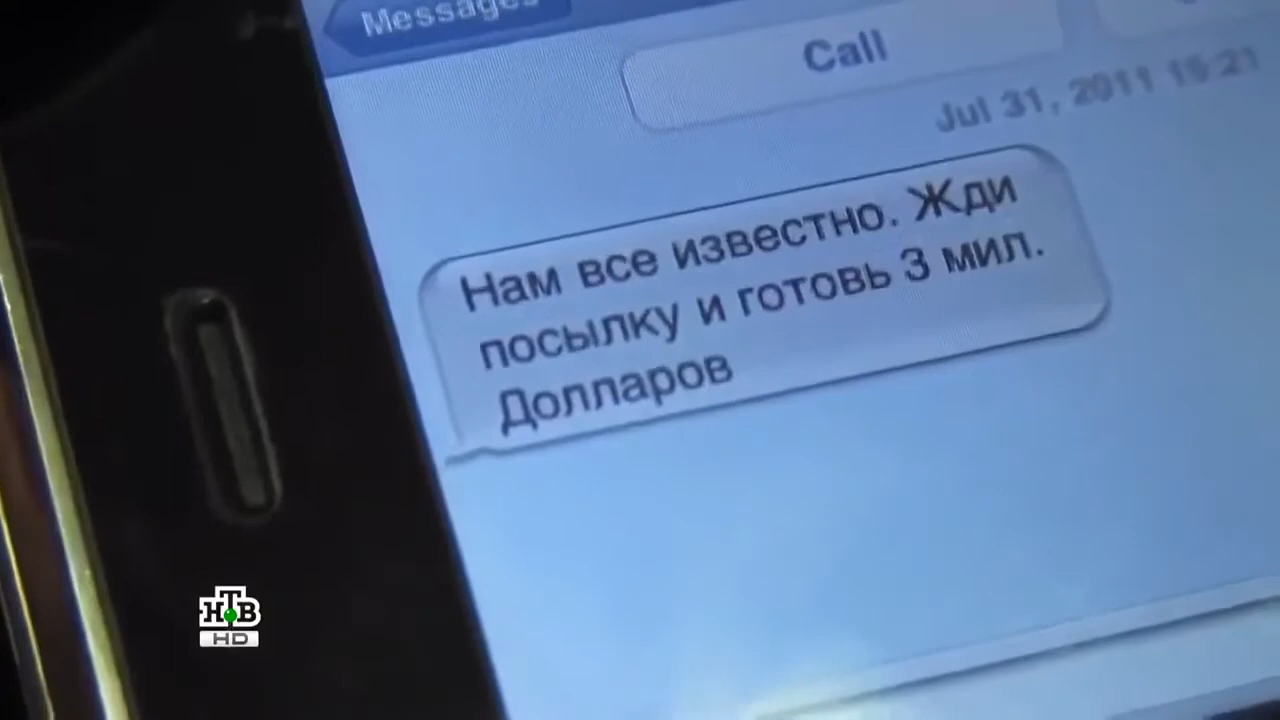 Messages
Call
Jul 31, 2011 15:21
Нам все известно. Жди
посылку и готовь 3 мил.
Долларов
НТВ
HD